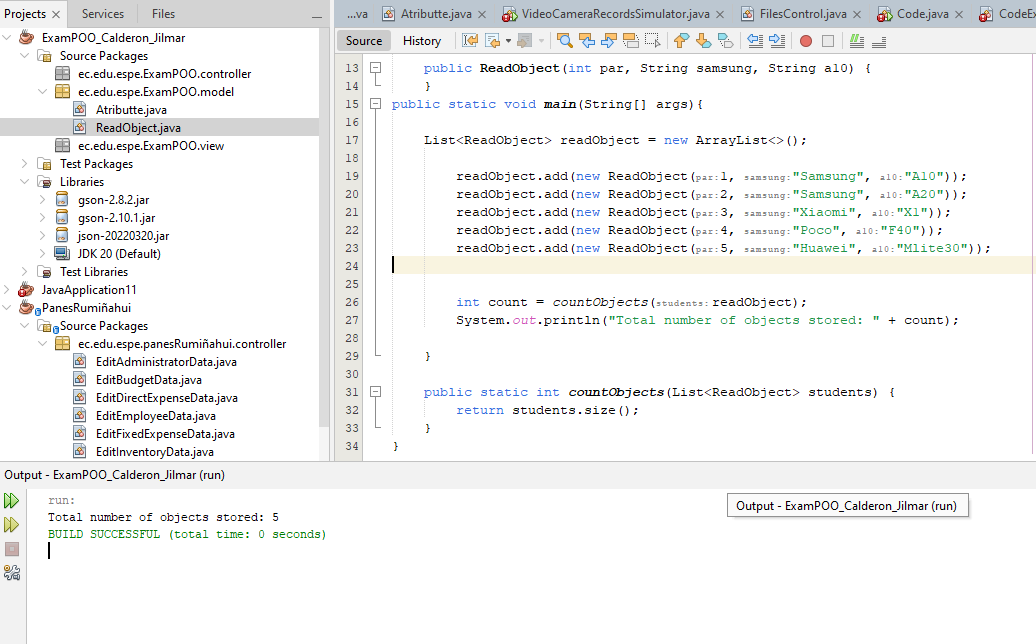 Projects
Services
Files
ExamPOO_Calderon_Jilmar
Source Packages
ec.edu.espe.ExamPOO.controller
ec.edu.espe.ExamPOO.model
Atributte.java
ReadObject.java
ec.edu.espe.ExamPOO.view
Test Packages
Libraries
gson-2.8.2.jar
gson-2.10.1.jar
json-20220320.jar
JDK 20 (Default)
Test Libraries
JavaApplication11
PanesRumiñahui
Source Packages
ec.edu.espe.panesRumiñahui.controller
EditAdministratorData.java
EditBudgetData.java
EditDirectExpenseData.java
EditEmployeeData.java
EditFixedExpenseData.java
EditInventoryData.java
...va
Atributte.java
VideoCameraRecordsSimulator.java
FilesControl.java
Code.java
CodeEx
Source
History
13 public ReadObject(int par, String samsung, String a10) {
14 }
15 public static void main(String[] args){
16
17 List<ReadObject> readObject = new ArrayList<>();
18
19 readObject.add(new ReadObject(par:1, samsung:"Samsung", a10:"A10"));
20 readObject.add(new ReadObject(par:2, samsung:"Samsung", a10:"A20"));
21 readObject.add(new ReadObject(par:3, samsung:"Xiaomi", a10:"X1"));
22 readObject.add(new ReadObject(par:4, samsung:"Poco", a10:"F40"));
23 readObject.add(new ReadObject(par:5, samsung:"Huawei", a10:"Mlite30"));
24
25
26 int count = countObjects(students:readObject);
27 System.out.println("Total number of objects stored: " + count);
28
29 }
30
31 public static int countObjects(List<ReadObject> students) {
32 return students.size();
33 }
34 }
Output - ExamPOO_Calderon_Jilmar (run)
run:
Total number of objects stored: 5
BUILD SUCCESSFUL (total time: 0 seconds)
Output - ExamPOO_Calderon_Jilmar (run)